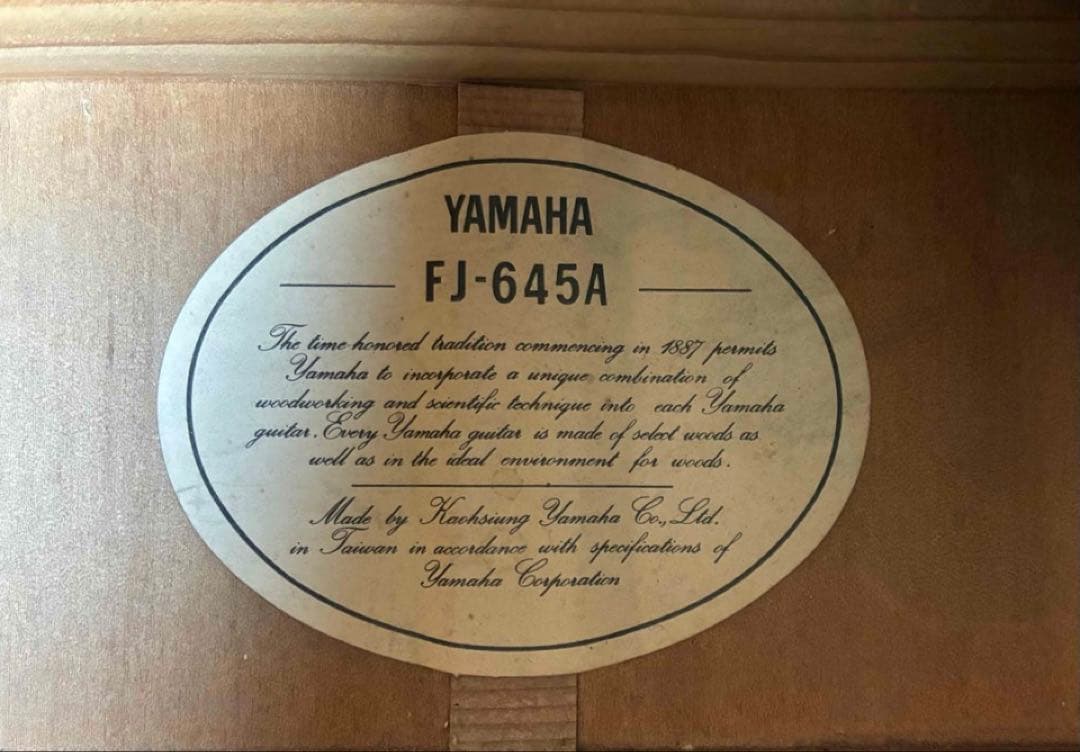 YAMAHA
FJ-645A
The time-honored tradition commencing in 1887 permits
Yamaha to incorporate a unique combination of
woodworking and scientific technique into each Yamaha
guitar. Every Yamaha guitar is made of select woods as
well as in the ideal environment for woods.
Made by Kaohsiung Yamaha Co., Ltd.
in Taiwan in accordance with specifications of
Yamaha Corporation